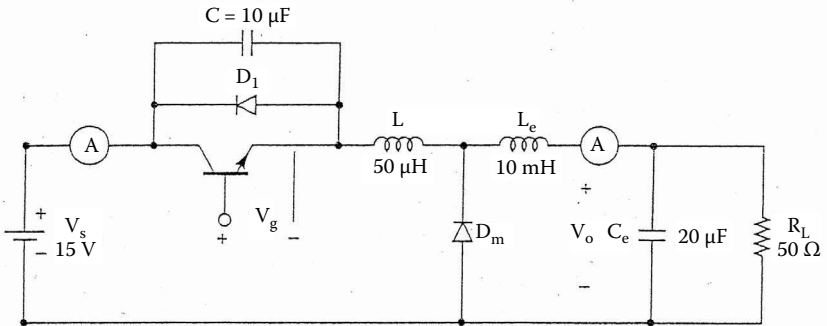 C = 10 μF
D1
A
L
50 μH
Le
10 mH
A
+
Vs
− 15 V
Vg
+
−
Dm
÷
Vo
−
Ce
20 μF
RL
50 Ω